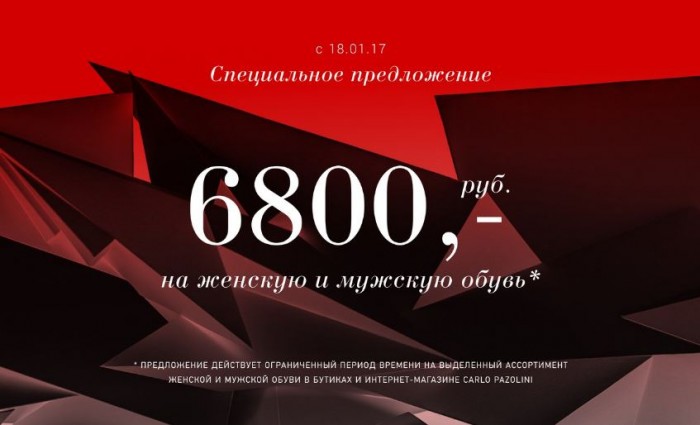 с 18.01.17
Специальное предложение
6800,- руб.
на женскую и мужскую обувь*
* ПРЕДЛОЖЕНИЕ ДЕЙСТВУЕТ ОГРАНИЧЕННЫЙ ПЕРИОД ВРЕМЕНИ НА ВЫДЕЛЕННЫЙ АССОРТИМЕНТ
ЖЕНСКОЙ И МУЖСКОЙ ОБУВИ В БУТИКАХ И ИНТЕРНЕТ-МАГАЗИНЕ CARLO PAZOLINI